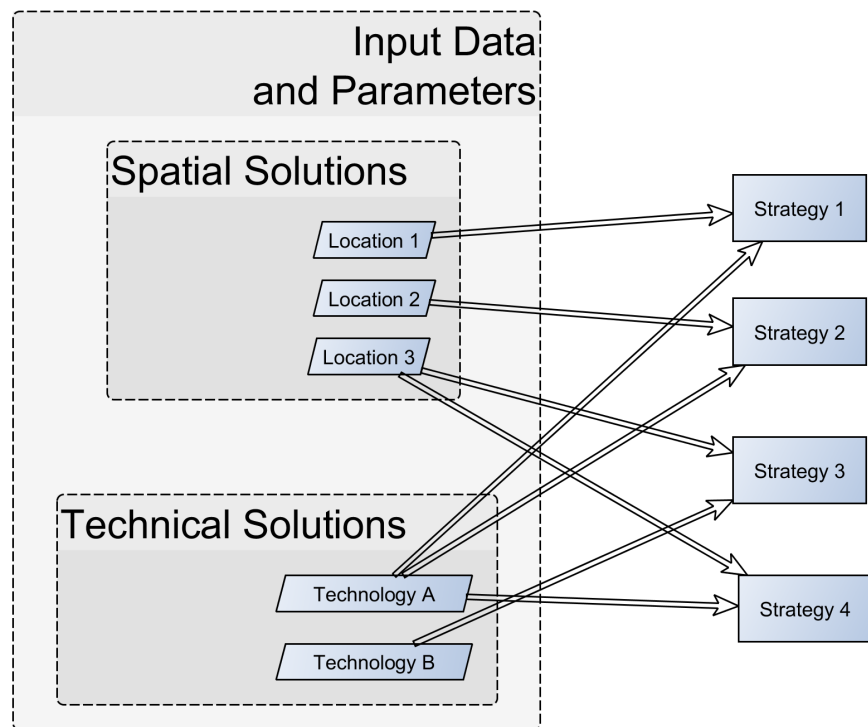 Input Data
and Parameters
Spatial Solutions
Location 1
Location 2
Location 3
Technical Solutions
Technology A
Technology B
Strategy 1
Strategy 2
Strategy 3
Strategy 4